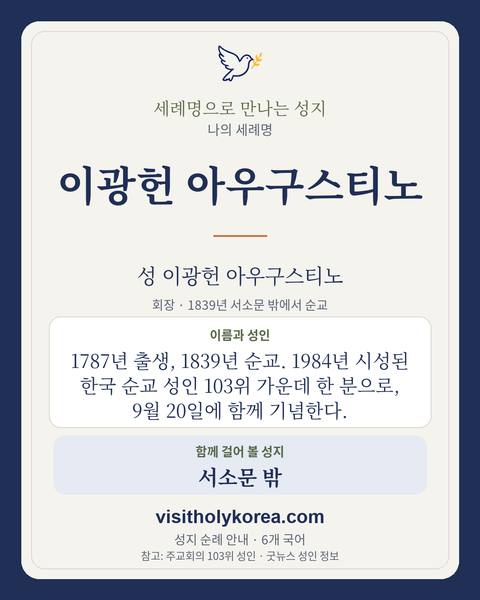 세례명으로 만나는 성지
나의 세례명
이광헌 아우구스티노
성 이광헌 아우구스티노
회장 · 1839년 서소문 밖에서 순교
이름과 성인
1787년 출생, 1839년 순교. 1984년 시성된
한국 순교 성인 103위 가운데 한 분으로,
9월 20일에 함께 기념한다.
함께 걸어 볼 성지
서소문 밖
visitholykorea.com
성지 순례 안내 · 6개 국어
참고: 주교회의 103위 성인 · 굿뉴스 성인 정보